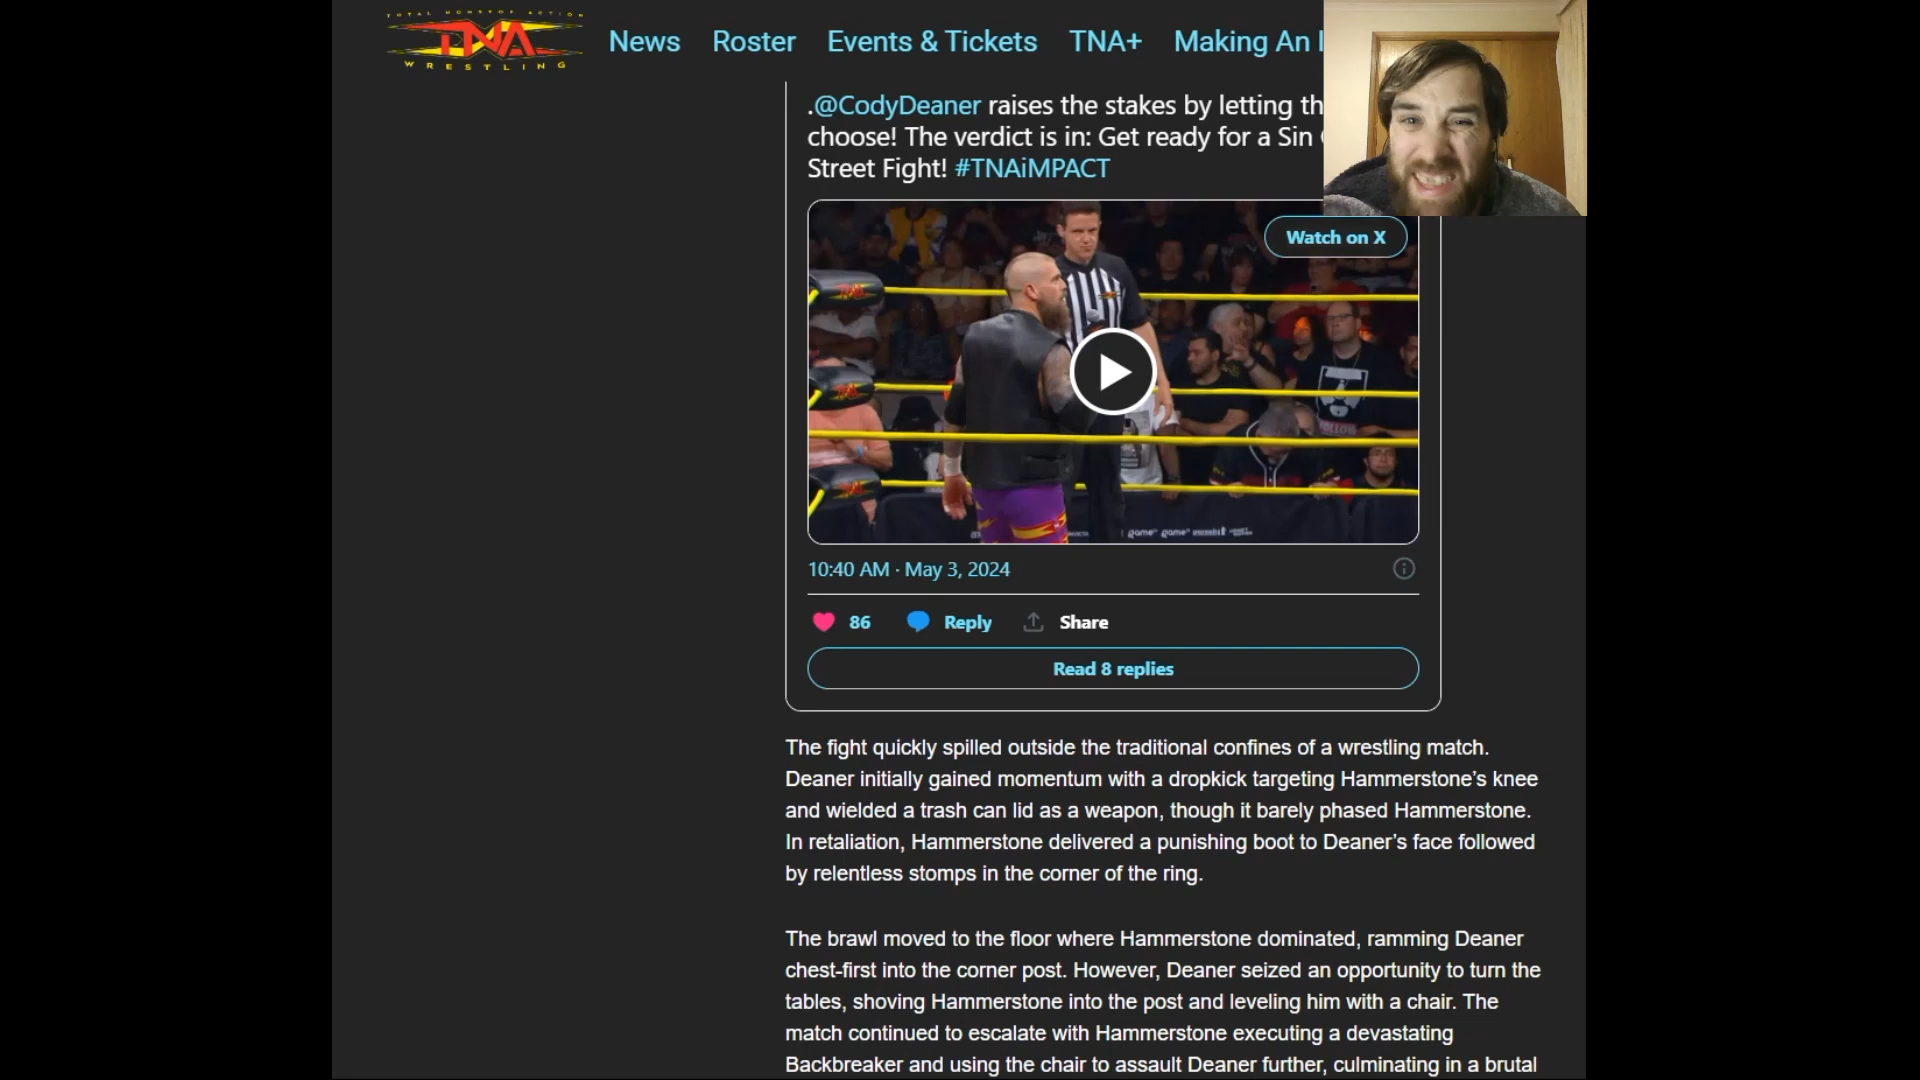 TOTAL NONSTOP ACTION
TNA
WRESTLING
News Roster Events & Tickets TNA+ Making An
.@CodyDeaner raises the stakes by letting th
choose! The verdict is in: Get ready for a Sin
Street Fight! #TNAiMPACT
Watch on X
FOLLOW
game game
10:40 AM · May 3, 2024
86 Reply Share
Read 8 replies
The fight quickly spilled outside the traditional confines of a wrestling match.
Deaner initially gained momentum with a dropkick targeting Hammerstone’s knee
and wielded a trash can lid as a weapon, though it barely phased Hammerstone.
In retaliation, Hammerstone delivered a punishing boot to Deaner’s face followed
by relentless stomps in the corner of the ring.
The brawl moved to the floor where Hammerstone dominated, ramming Deaner
chest-first into the corner post. However, Deaner seized an opportunity to turn the
tables, shoving Hammerstone into the post and leveling him with a chair. The
match continued to escalate with Hammerstone executing a devastating
Backbreaker and using the chair to assault Deaner further, culminating in a brutal